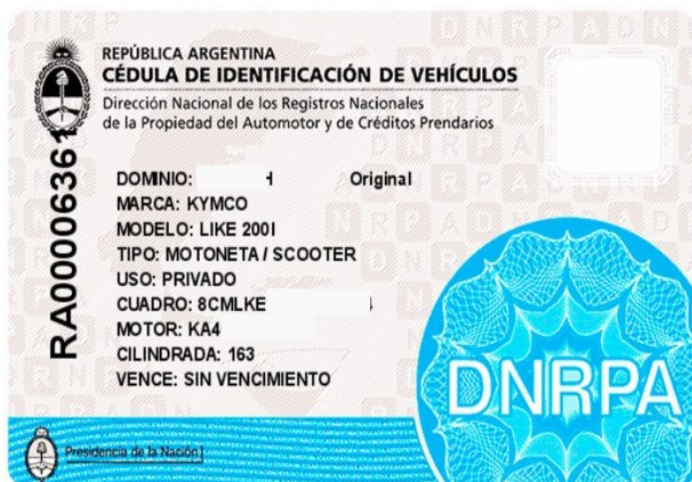 REPÚBLICA ARGENTINA
CÉDULA DE IDENTIFICACIÓN DE VEHÍCULOS
Dirección Nacional de los Registros Nacionales
de la Propiedad del Automotor y de Créditos Prendarios
RA0000636
DOMINIO: H Original
MARCA: KYMCO
MODELO: LIKE 200I
TIPO: MOTONETA / SCOOTER
USO: PRIVADO
CUADRO: 8CMLKE 4
MOTOR: KA4
CILINDRADA: 163
VENCE: SIN VENCIMIENTO
DNRPA
Presidencia de la Nación